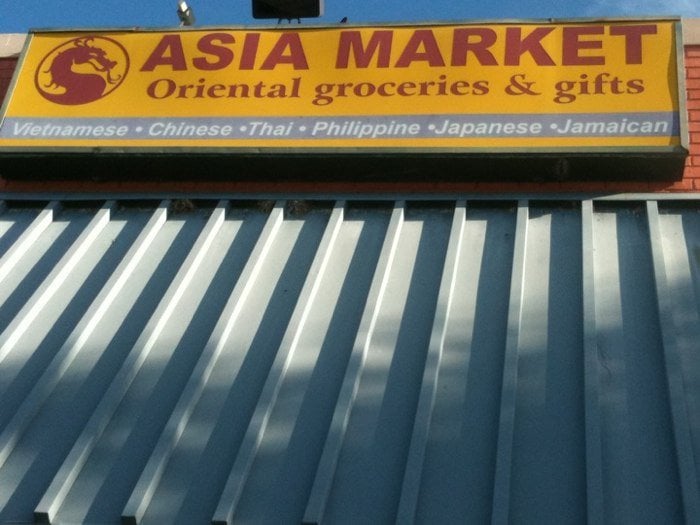 ASIA MARKET
Oriental groceries & gifts
Vietnamese • Chinese •Thai • Philippine •Japanese •Jamaican